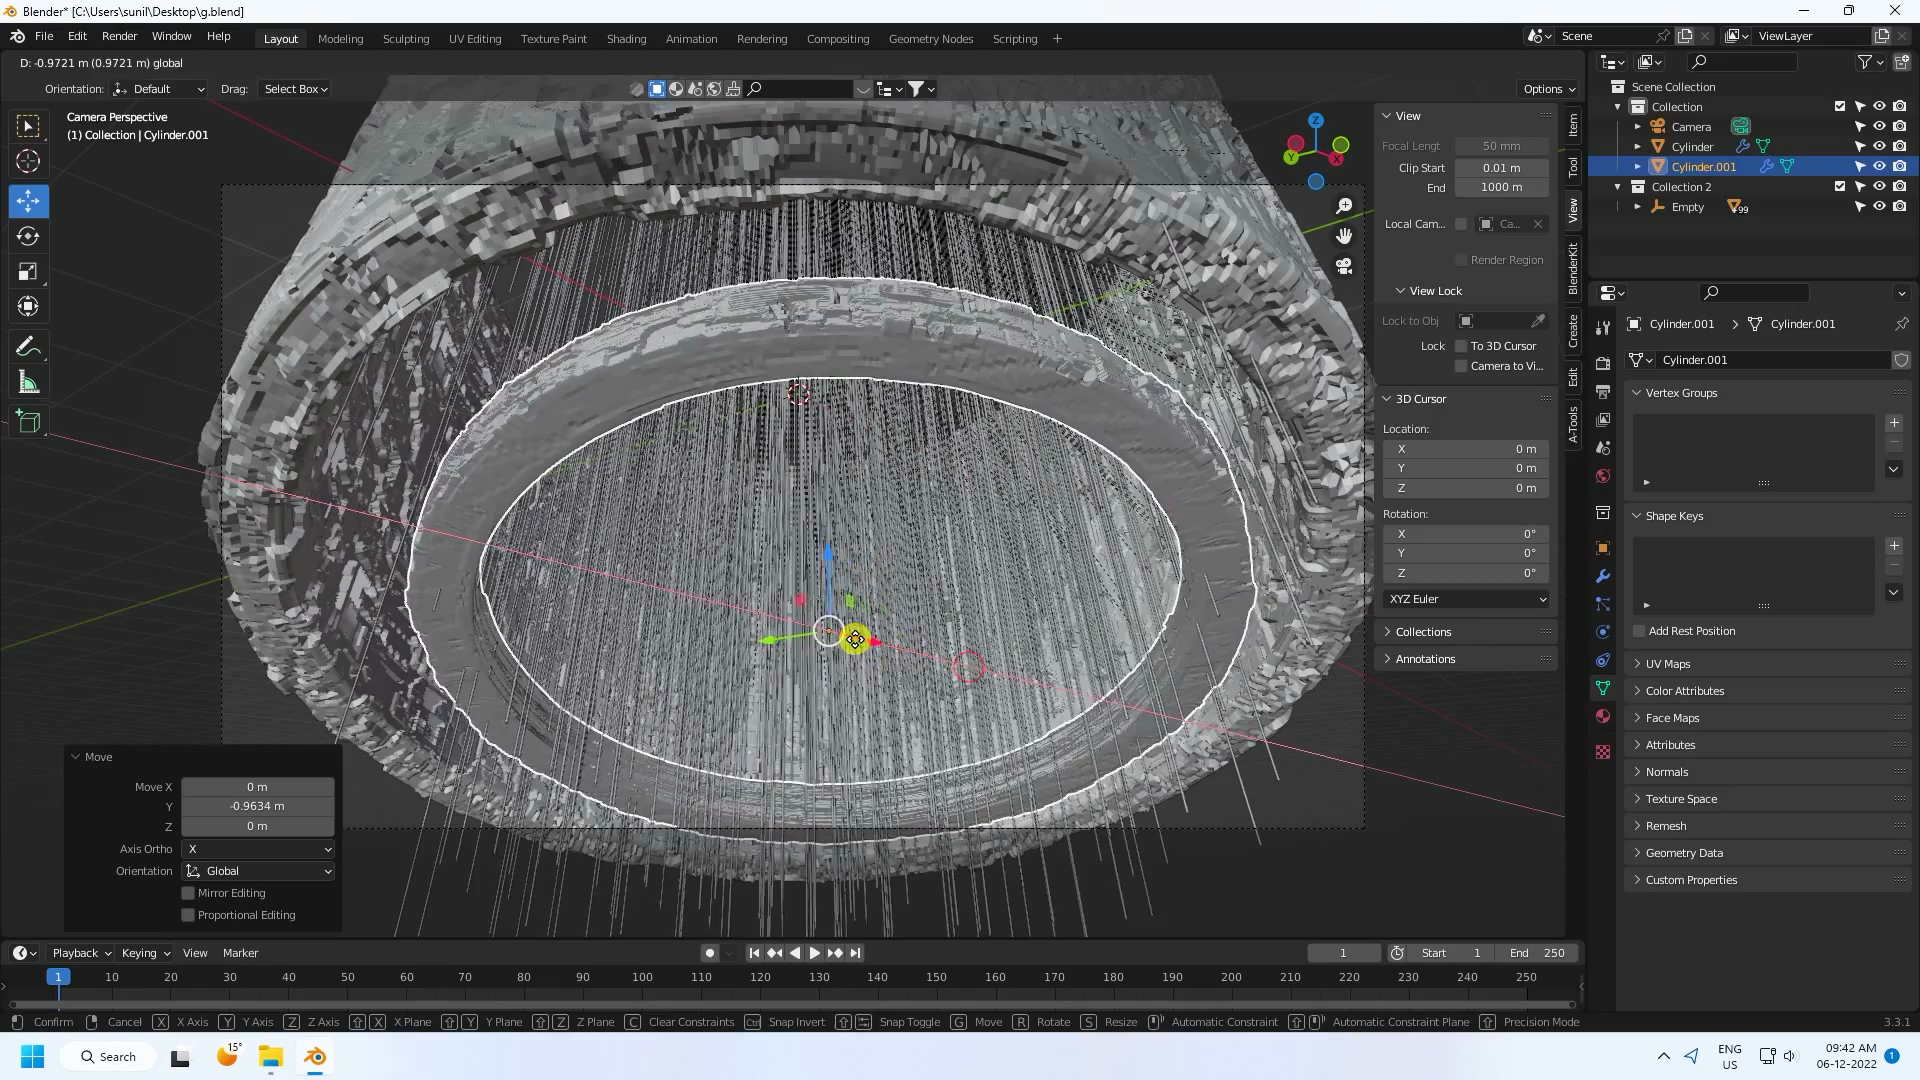 Blender* [C:\Users\sunil\Desktop\g.blend]
File Edit Render Window Help Layout Modeling Sculpting UV Editing Texture Paint Shading Animation Rendering Compositing Geometry Nodes Scripting + Scene ViewLayer
D: -0.9721 m (0.9721 m) global
Orientation: Default Drag: Select Box Options
Camera Perspective
(1) Collection | Cylinder.001
Z
Y
X
View
Focal Lengt 50 mm
Clip Start 0.01 m
End 1000 m
Local Cam... Ca...
Render Region
View Lock
Lock to Obj
Lock To 3D Cursor
Camera to Vi...
3D Cursor
Location:
X 0 m
Y 0 m
Z 0 m
Rotation:
X 0°
Y 0°
Z 0°
XYZ Euler
Collections
Annotations
Item
Tool
View
BlenderKit
Create
Edit
A-Tools
Scene Collection
Collection
Camera
Cylinder
Cylinder.001
Collection 2
Empty +99
Cylinder.001 > Cylinder.001
Cylinder.001
Vertex Groups
Shape Keys
Add Rest Position
UV Maps
Color Attributes
Face Maps
Attributes
Normals
Texture Space
Remesh
Geometry Data
Custom Properties
Move
Move X 0 m
Y -0.9634 m
Z 0 m
Axis Ortho X
Orientation Global
Mirror Editing
Proportional Editing
Playback Keying View Marker 1 Start 1 End 250
1 10 20 30 40 50 60 70 80 90 100 110 120 130 140 150 160 170 180 190 200 210 220 230 240 250
Confirm Cancel X X Axis Y Y Axis Z Z Axis X X Plane Y Y Plane Z Z Plane C Clear Constraints Ctrl Snap Invert Snap Toggle G Move R Rotate S Resize Automatic Constraint Automatic Constraint Plane Precision Mode 3.3.1
Search 15° ENG US 09:42 AM 06-12-2022 1